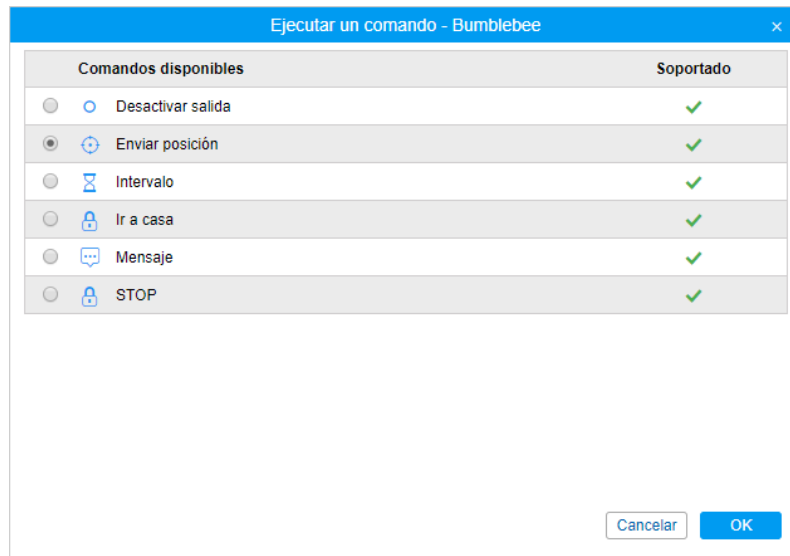 Ejecutar un comando - Bumblebee
Comandos disponibles Soportado
Desactivar salida
Enviar posición
Intervalo
Ir a casa
Mensaje
STOP
Cancelar OK